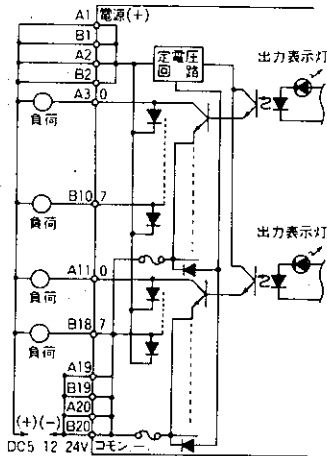 A1 電源(+)
B1
A2
B2
定電圧
回路
出力表示灯
A3 0
負荷
B10 7
負荷
出力表示灯
A11 0
負荷
B18 7
負荷
A19
B19
A20
(+)(-) B20
DC5 12 24V コモン(-)